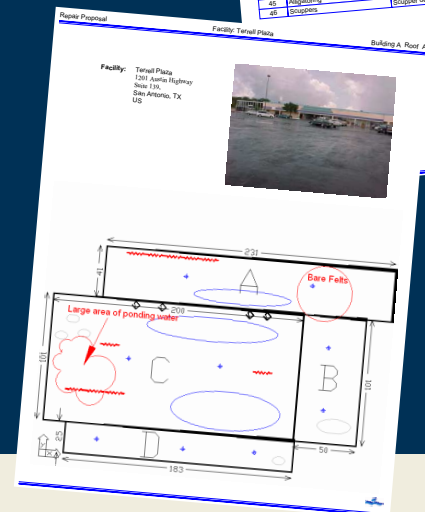 45 Alligatoring
46 Scuppers
Repair Proposal
Facility: Terrell Plaza
Building A Roof A
Facility: Terrell Plaza
1201 Austin Highway
Suite 139,
San Antonio, TX
US
231
41
A
Bare Felts
208
Large area of ponding water
101
C
B
101
25
D
58
183
X